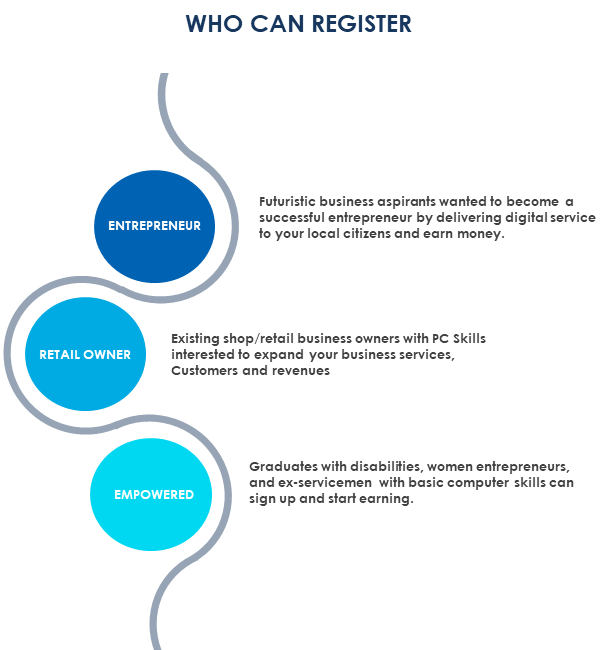 WHO CAN REGISTER
ENTREPRENEUR
Futuristic business aspirants wanted to become a
successful entrepreneur by delivering digital service
to your local citizens and earn money.
RETAIL OWNER
Existing shop/retail business owners with PC Skills
interested to expand your business services,
Customers and revenues
EMPOWERED
Graduates with disabilities, women entrepreneurs,
and ex-servicemen with basic computer skills can
sign up and start earning.